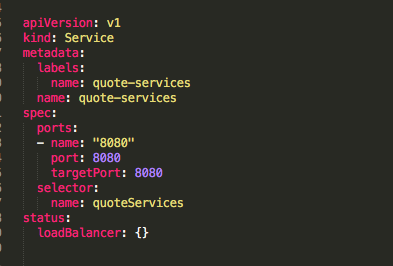 apiVersion: v1
kind: Service
metadata:
  labels:
    name: quote-services
  name: quote-services
spec:
  ports:
  - name: "8080"
    port: 8080
    targetPort: 8080
  selector:
    name: quoteServices
status:
  loadBalancer: {}